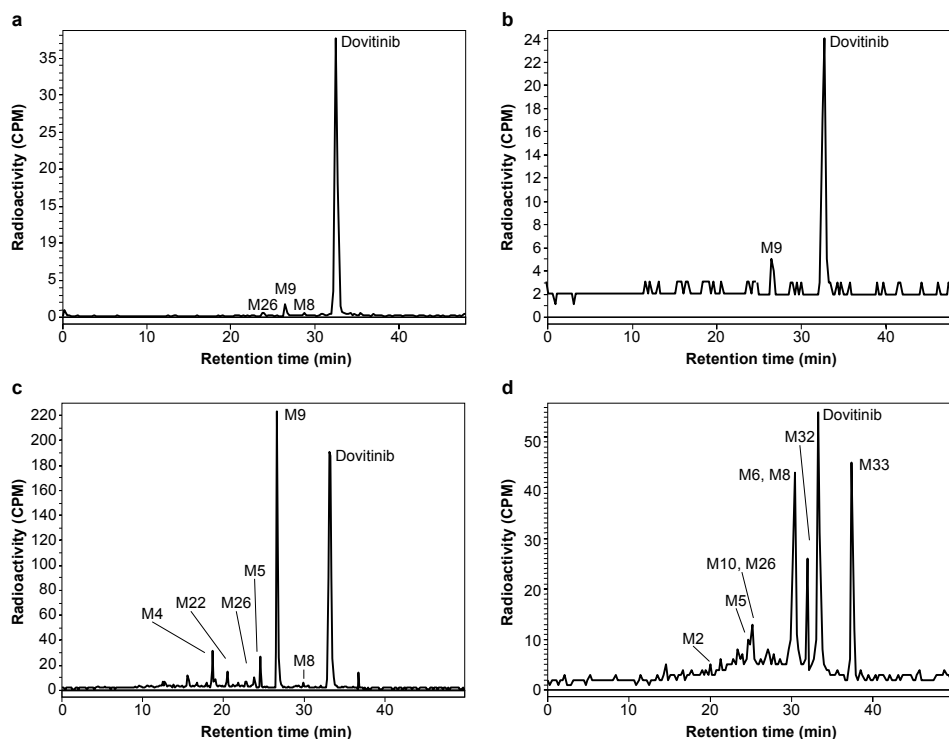 a
Radioactivity (CPM)
35
30
25
20
19
5
0
Dovitinib
M9
M26
M8
0
10
20
30
40
Retention time (min)
b
Radioactivity (CPM)
24
22
20
18
16
14
12
10
8
6
4
2
0
Dovitinib
M9
0
10
20
30
40
Retention time (min)
c
Radioactivity (CPM)
220
200
180
160
140
120
100
80
60
40
20
0
M9
Dovitinib
M5
M22
M26
M4
M8
0
10
20
30
40
Retention time (min)
d
Radioactivity (CPM)
50
40
30
20
10
0
Dovitinib
M32
M6, M8
M33
M10, M26
M5
M2
0
10
20
30
40
Retention time (min)